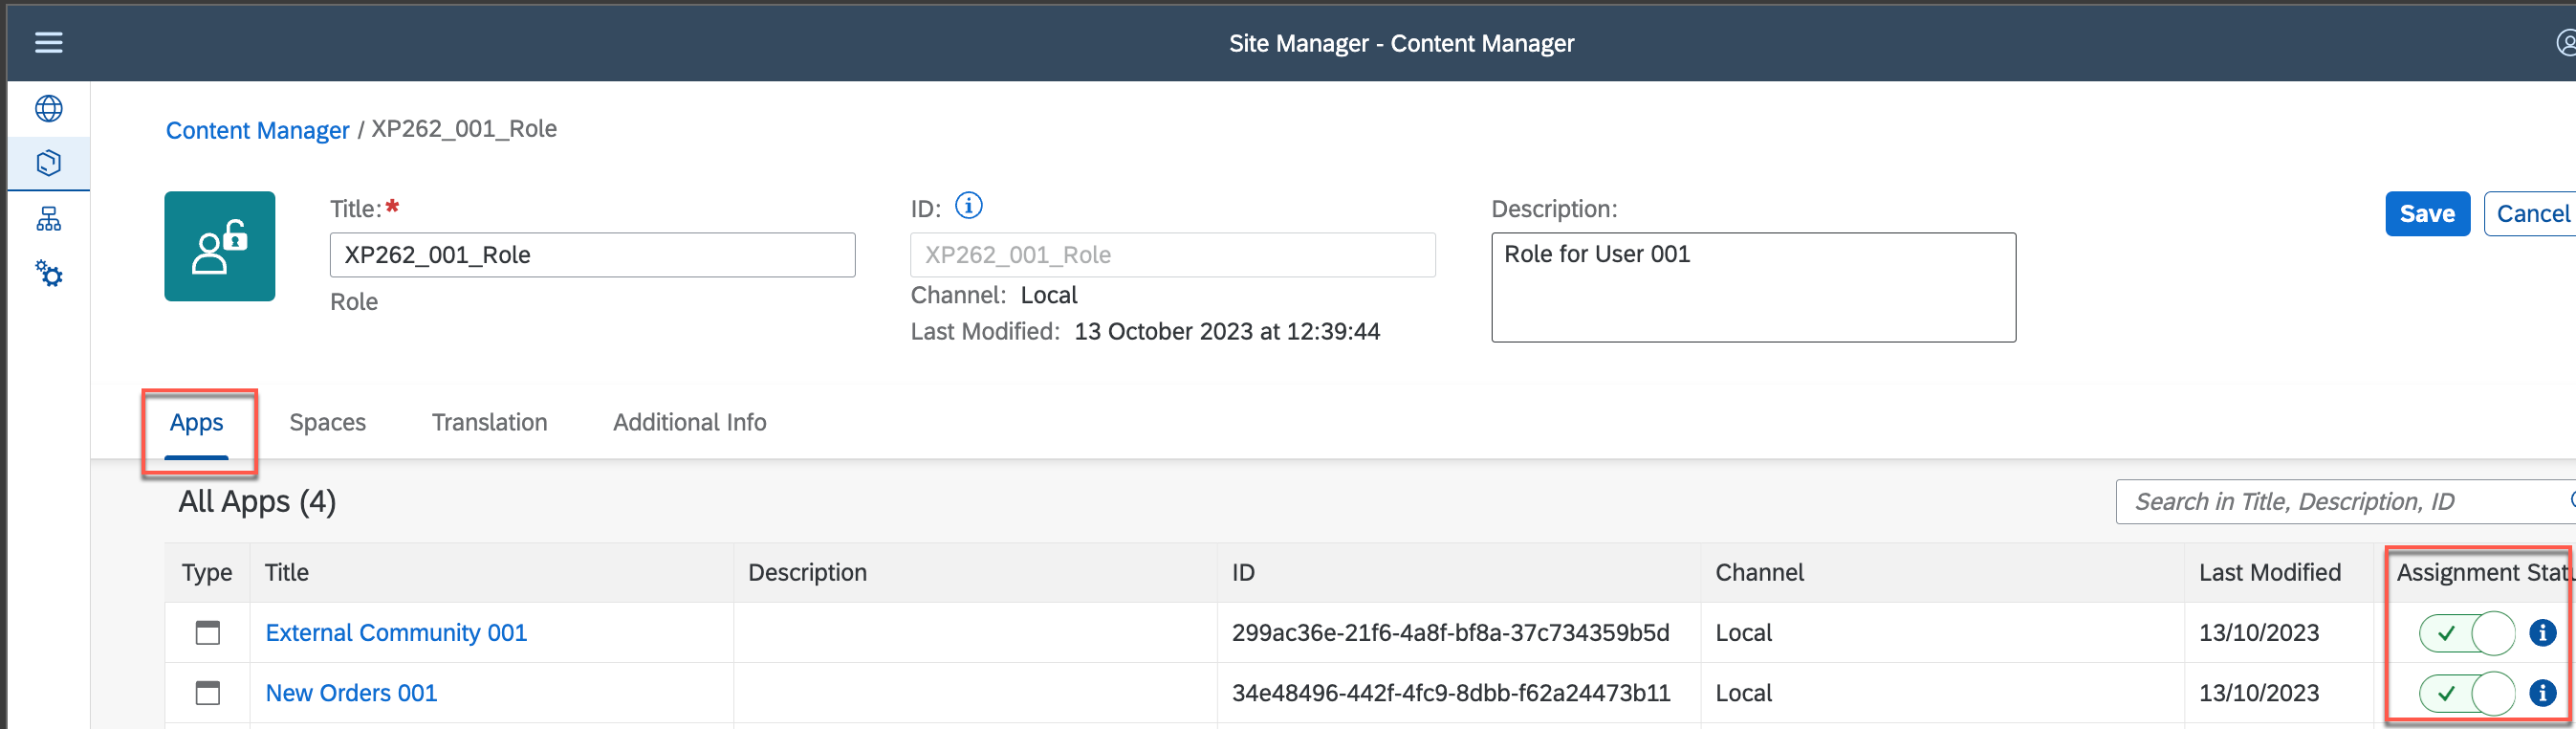 Site Manager - Content Manager
Content Manager / XP262_001_Role
Title:*
XP262_001_Role
Role
ID:
XP262_001_Role
Channel: Local
Last Modified: 13 October 2023 at 12:39:44
Description:
Role for User 001
Save
Cancel
Apps Spaces Translation Additional Info
All Apps (4)
Search in Title, Description, ID
Type Title Description ID Channel Last Modified Assignment Statu
External Community 001 299ac36e-21f6-4a8f-bf8a-37c734359b5d Local 13/10/2023
New Orders 001 34e48496-442f-4fc9-8dbb-f62a24473b11 Local 13/10/2023